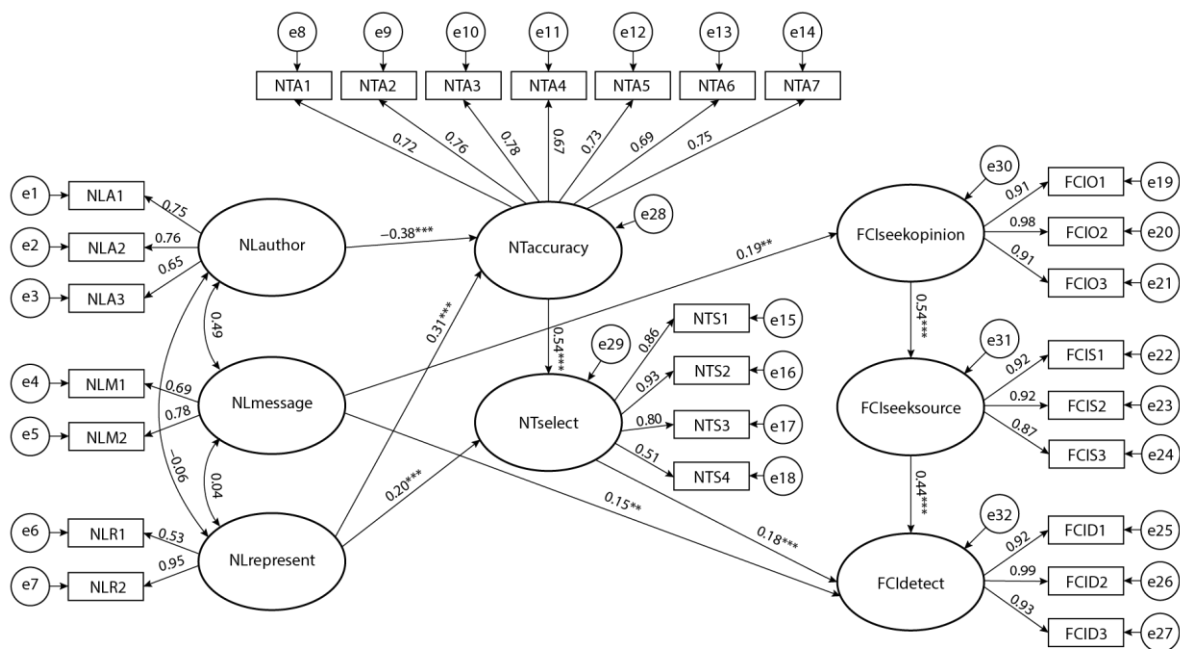 e8 e9 e10 e11 e12 e13 e14
NTA1 NTA2 NTA3 NTA4 NTA5 NTA6 NTA7
0.72 0.76 0.78 0.67 0.73 0.69 0.75
e1 NLA1 0.75
e2 NLA2 0.76
e3 NLA3 0.65
NLauthor
−0.38***
NTaccuracy
e28
0.49
−0.06
0.04
e4 NLM1 0.69
e5 NLM2 0.78
NLmessage
0.31***
0.19**
0.54***
e29
NTselect
0.86 NTS1 e15
0.93 NTS2 e16
0.80 NTS3 e17
0.51 NTS4 e18
e6 NLR1 0.53
e7 NLR2 0.95
NLrepresent
0.20***
0.15**
0.18***
e30
FCIseekopinion
0.91 FCIO1 e19
0.98 FCIO2 e20
0.91 FCIO3 e21
0.54***
e31
FCIseeksource
0.92 FCIS1 e22
0.92 FCIS2 e23
0.87 FCIS3 e24
0.44***
e32
FCIdetect
0.92 FCID1 e25
0.99 FCID2 e26
0.93 FCID3 e27